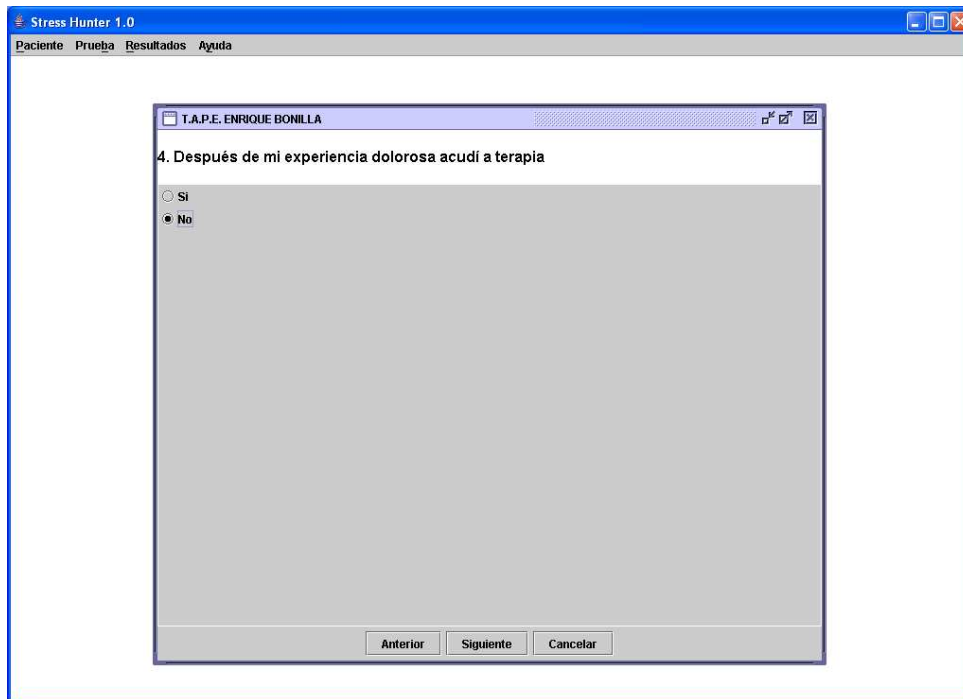 Stress Hunter 1.0
Paciente Prueba Resultados Ayuda
T.A.P.E. ENRIQUE BONILLA
4. Después de mi experiencia dolorosa acudí a terapia
Si
No
Anterior Siguiente Cancelar